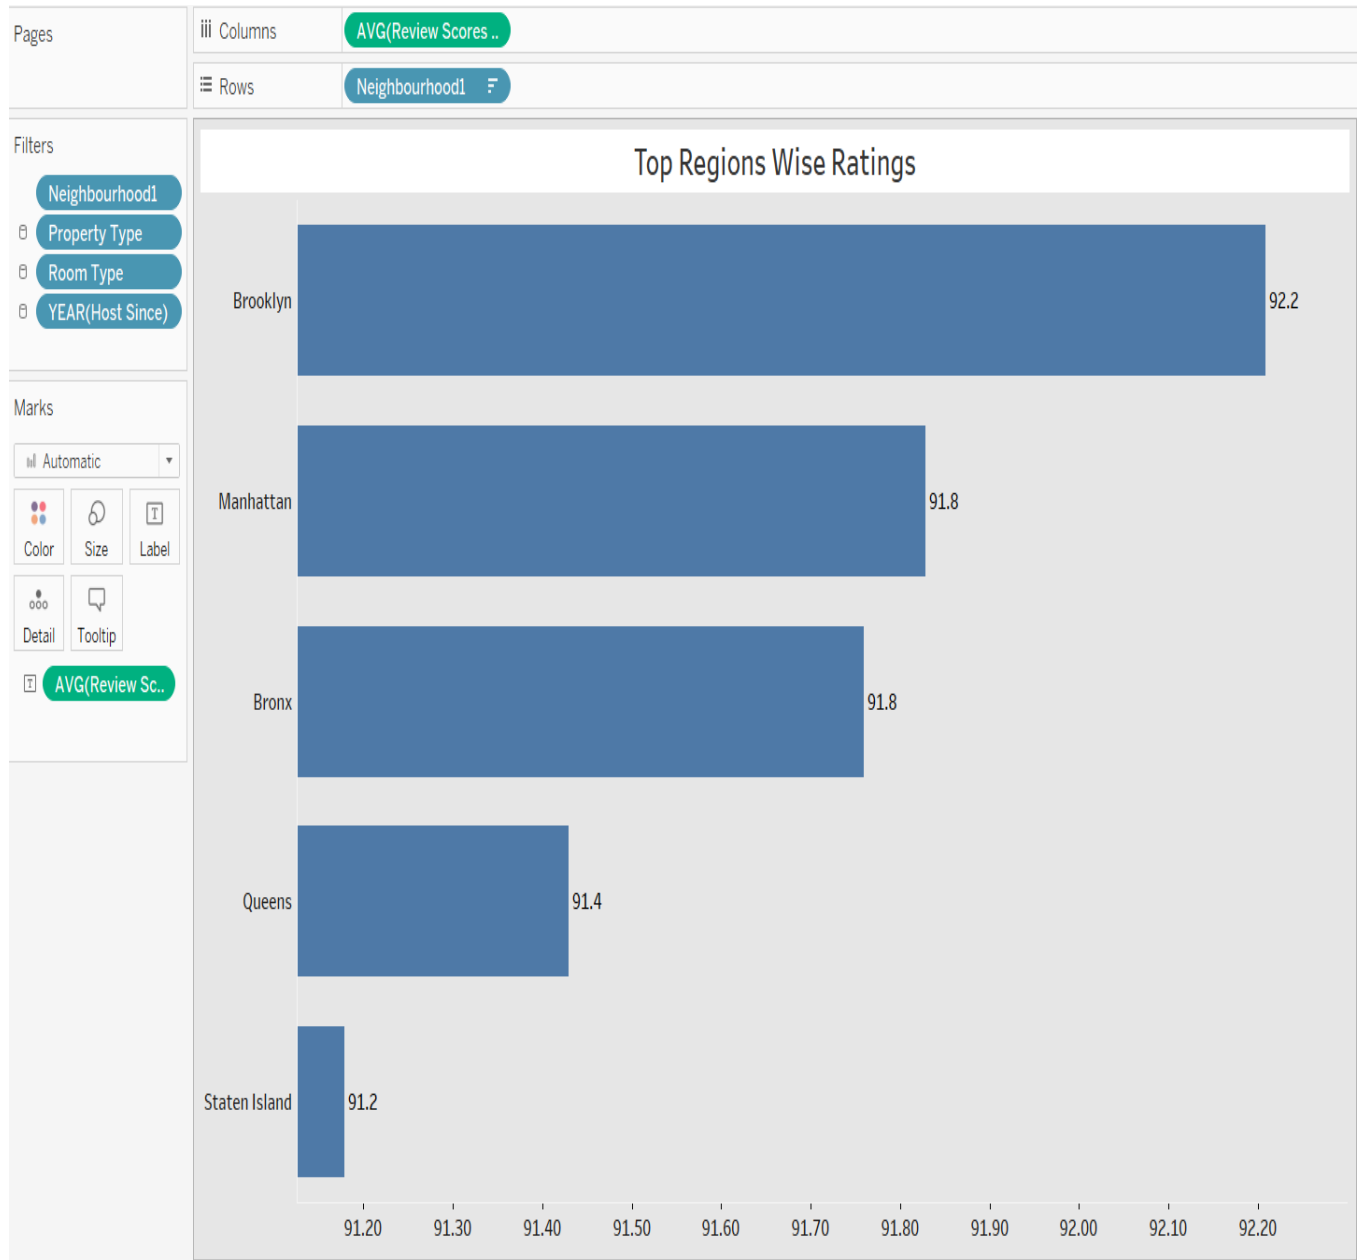 Pages
Columns
AVG(Review Scores ..
Rows
Neighbourhood1
Filters
Neighbourhood1
Property Type
Room Type
YEAR(Host Since)
Marks
Automatic
Color Size Label
Detail Tooltip
AVG(Review Sc..
Top Regions Wise Ratings
Brooklyn 92.2
Manhattan 91.8
Bronx 91.8
Queens 91.4
Staten Island 91.2
91.20 91.30 91.40 91.50 91.60 91.70 91.80 91.90 92.00 92.10 92.20